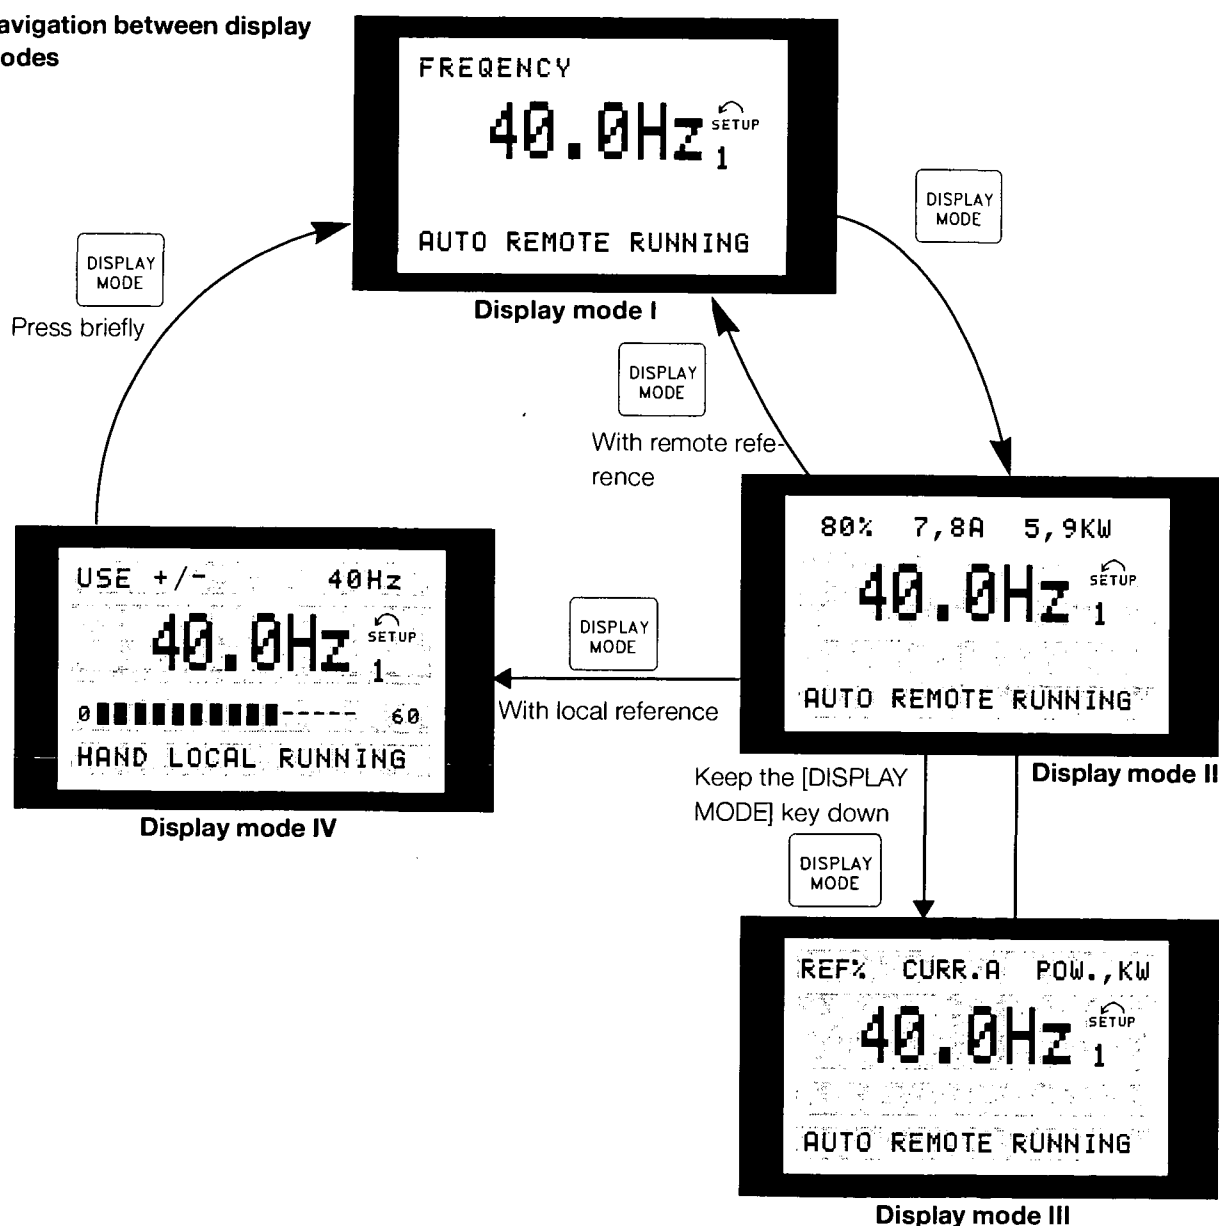 avigation between display
odes
FREQENCY
40.0Hz
SETUP
1
AUTO REMOTE RUNNING
Display mode I
DISPLAY
MODE
DISPLAY
MODE
Press briefly
DISPLAY
MODE
With remote refe-
rence
80% 7,8A 5,9KW
40.0Hz
SETUP
1
AUTO REMOTE RUNNING
Display mode II
USE +/- 40Hz
40.0Hz
SETUP
1
0 ----- 60
HAND LOCAL RUNNING
Display mode IV
DISPLAY
MODE
With local reference
Keep the [DISPLAY
MODE] key down
DISPLAY
MODE
REF% CURR.A POW.,KW
40.0Hz
SETUP
1
AUTO REMOTE RUNNING
Display mode III